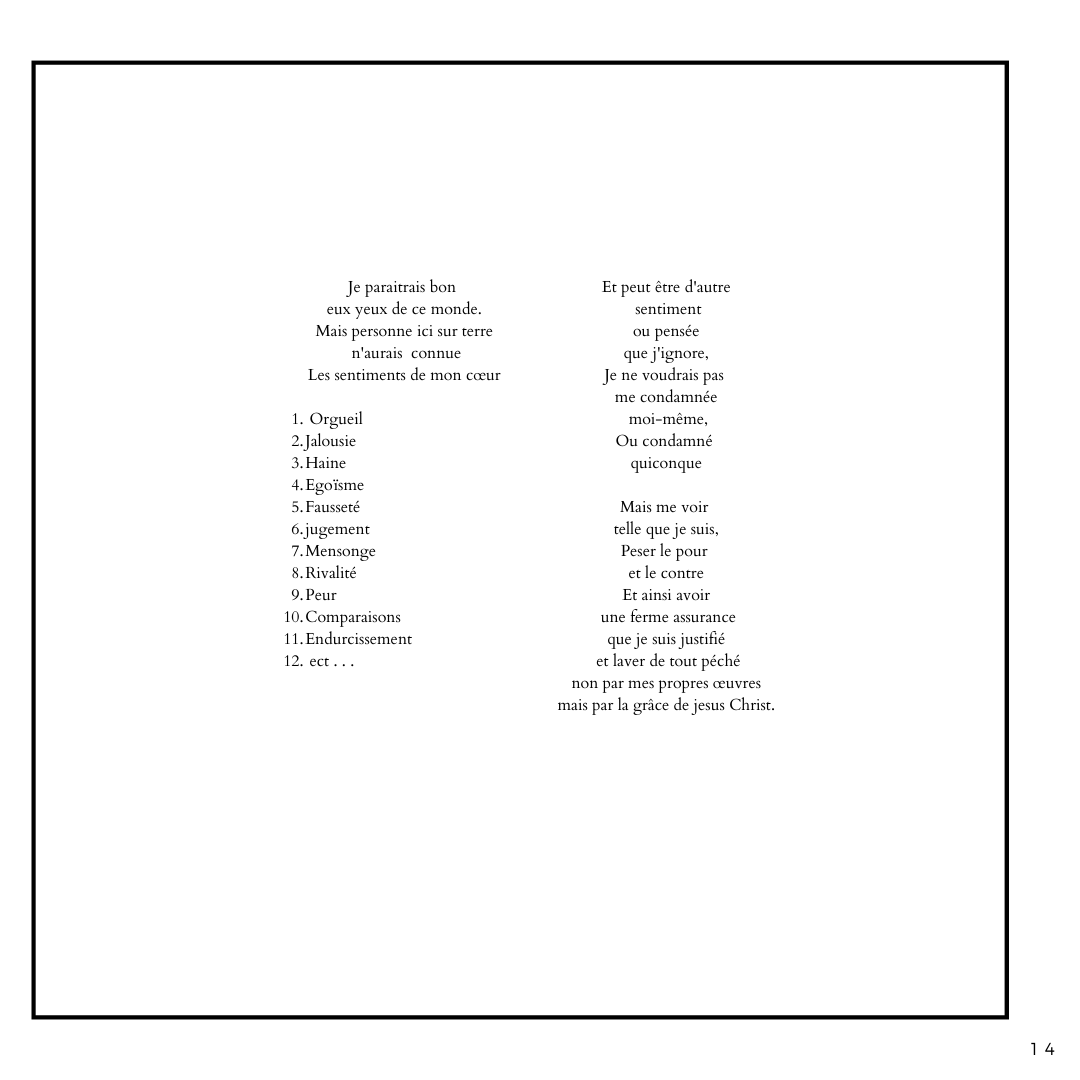 Je paraitrais bon
eux yeux de ce monde.
Mais personne ici sur terre
n'aurais  connue
Les sentiments de mon cœur
1. Orgueil
2. Jalousie
3. Haine
4. Egoïsme
5. Fausseté
6. jugement
7. Mensonge
8. Rivalité
9. Peur
10. Comparaisons
11. Endurcissement
12. ect . . .
Et peut être d'autre
sentiment
ou pensée
que j'ignore,
Je ne voudrais pas
me condamnée
moi-même,
Ou condamné
quiconque
Mais me voir
telle que je suis,
Peser le pour
et le contre
Et ainsi avoir
une ferme assurance
que je suis justifié
et laver de tout péché
non par mes propres œuvres
mais par la grâce de jesus Christ.
14